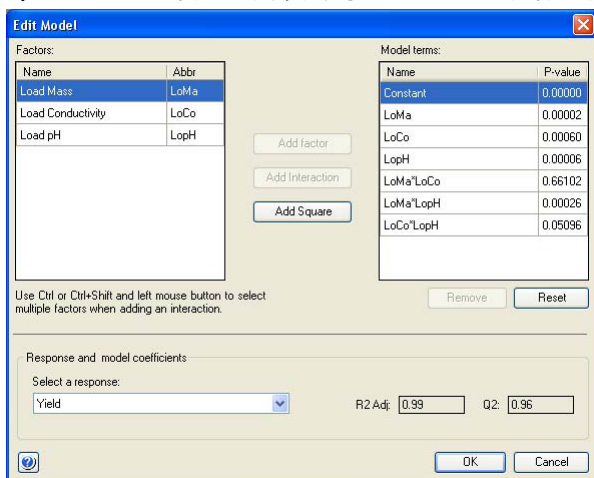 Edit Model
Factors:
Name Abbr
Load Mass LoMa
Load Conductivity LoCo
Load pH LopH
Add factor
Add Interaction
Add Square
Model terms:
Name P-value
Constant 0.00000
LoMa 0.00002
LoCo 0.00060
LopH 0.00006
LoMa*LoCo 0.66102
LoMa*LopH 0.00026
LoCo*LopH 0.05096
Use Ctrl or Ctrl+Shift and left mouse button to select
multiple factors when adding an interaction.
Remove Reset
Response and model coefficients
Select a response:
Yield R2 Adj: 0.99 Q2: 0.96
OK Cancel